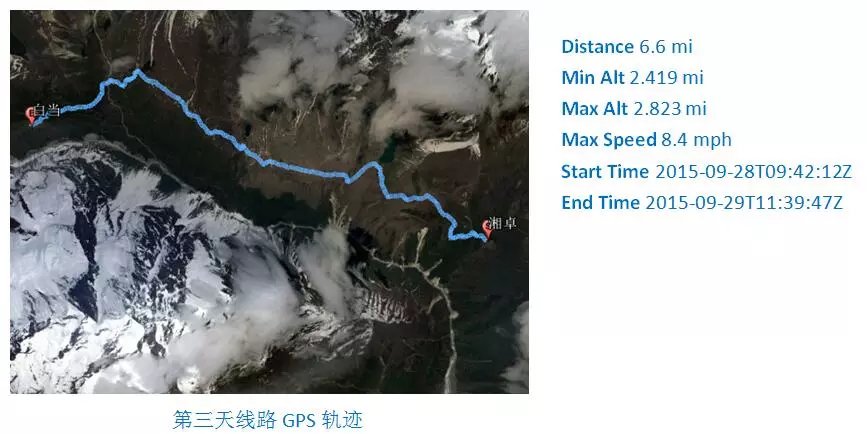 白当
湘卓
Distance 6.6 mi
Min Alt 2.419 mi
Max Alt 2.823 mi
Max Speed 8.4 mph
Start Time 2015-09-28T09:42:12Z
End Time 2015-09-29T11:39:47Z
第三天线路 GPS 轨迹